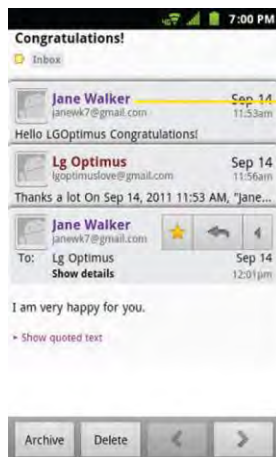 7:00 PM
Congratulations!
Inbox
Jane Walker Sep 14
janewk7@gmail.com 11:53am
Hello LGOptimus Congratulations!
Lg Optimus Sep 14
lgoptimuslove@gmail.com 11:56am
Thanks a lot On Sep 14, 2011 11:53 AM, "Jane...
Jane Walker
janewk7@gmail.com
To: Lg Optimus Sep 14
Show details 12:01pm
I am very happy for you.
Show quoted text
Archive Delete